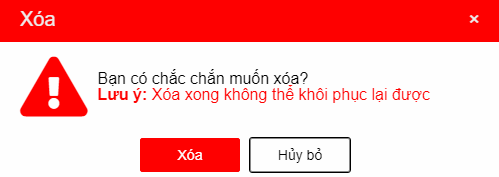 Xóa
×
Bạn có chắc chắn muốn xóa?
Lưu ý: Xóa xong không thể khôi phục lại được
Xóa
Hủy bỏ